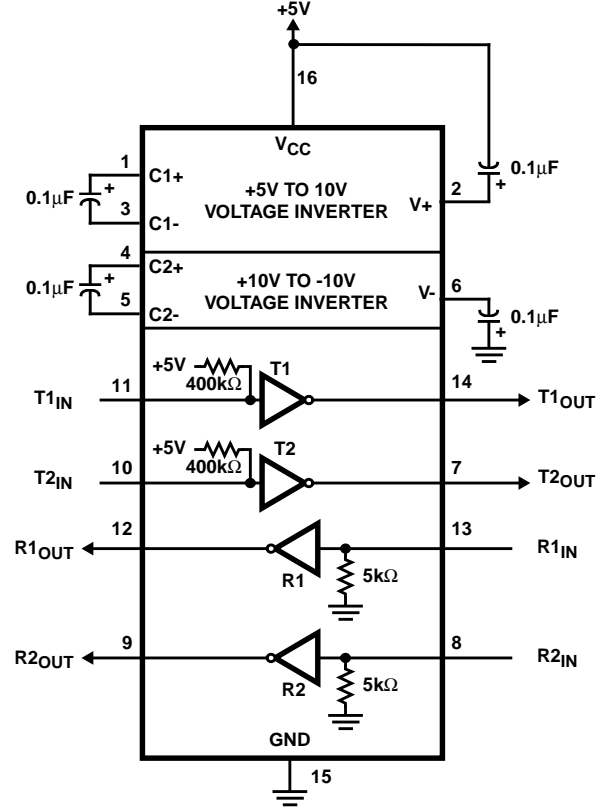 +5V
16
VCC
1
C1+
0.1μF
+
3
C1-
+5V TO 10V
VOLTAGE INVERTER
2
V+
0.1μF
+
4
C2+
0.1μF
+
5
C2-
+10V TO -10V
VOLTAGE INVERTER
V-
6
0.1μF
+
+5V
400kΩ
T1
T1IN
11
14
T1OUT
+5V
400kΩ
T2
T2IN
10
7
T2OUT
R1OUT
12
13
R1IN
R1
5kΩ
R2OUT
9
8
R2IN
R2
5kΩ
GND
15